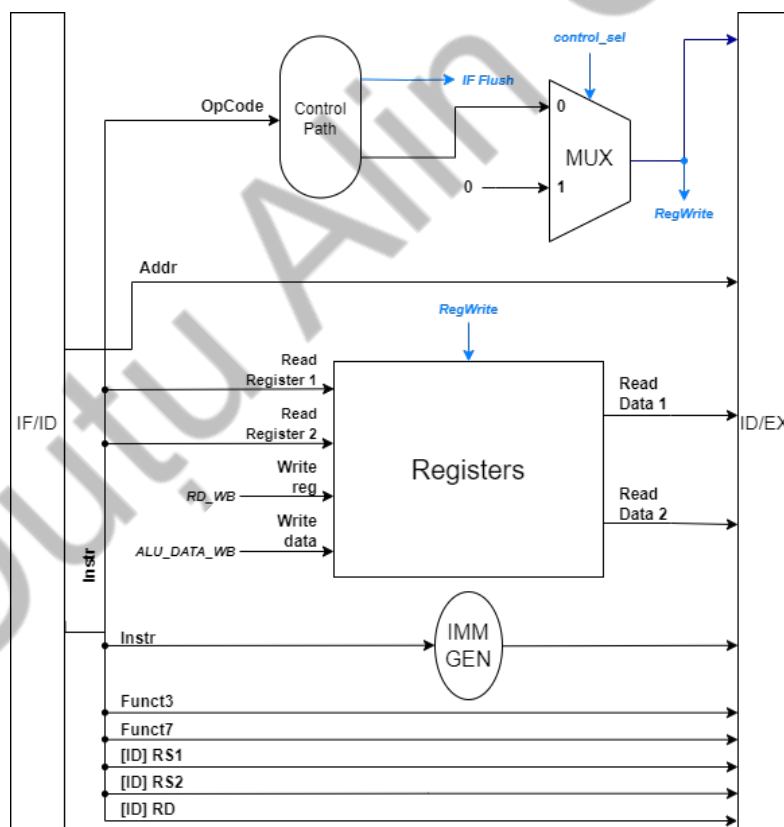 control_sel
IF Flush
OpCode
Control
Path
0
MUX
0
1
RegWrite
Addr
RegWrite
Read
Register 1
Read
Data 1
IF/ID
ID/EX
Read
Register 2
Registers
Write
reg
RD_WB
Read
Data 2
Write
data
ALU_DATA_WB
Instr
Instr
IMM
GEN
Funct3
Funct7
[ID] RS1
[ID] RS2
[ID] RD